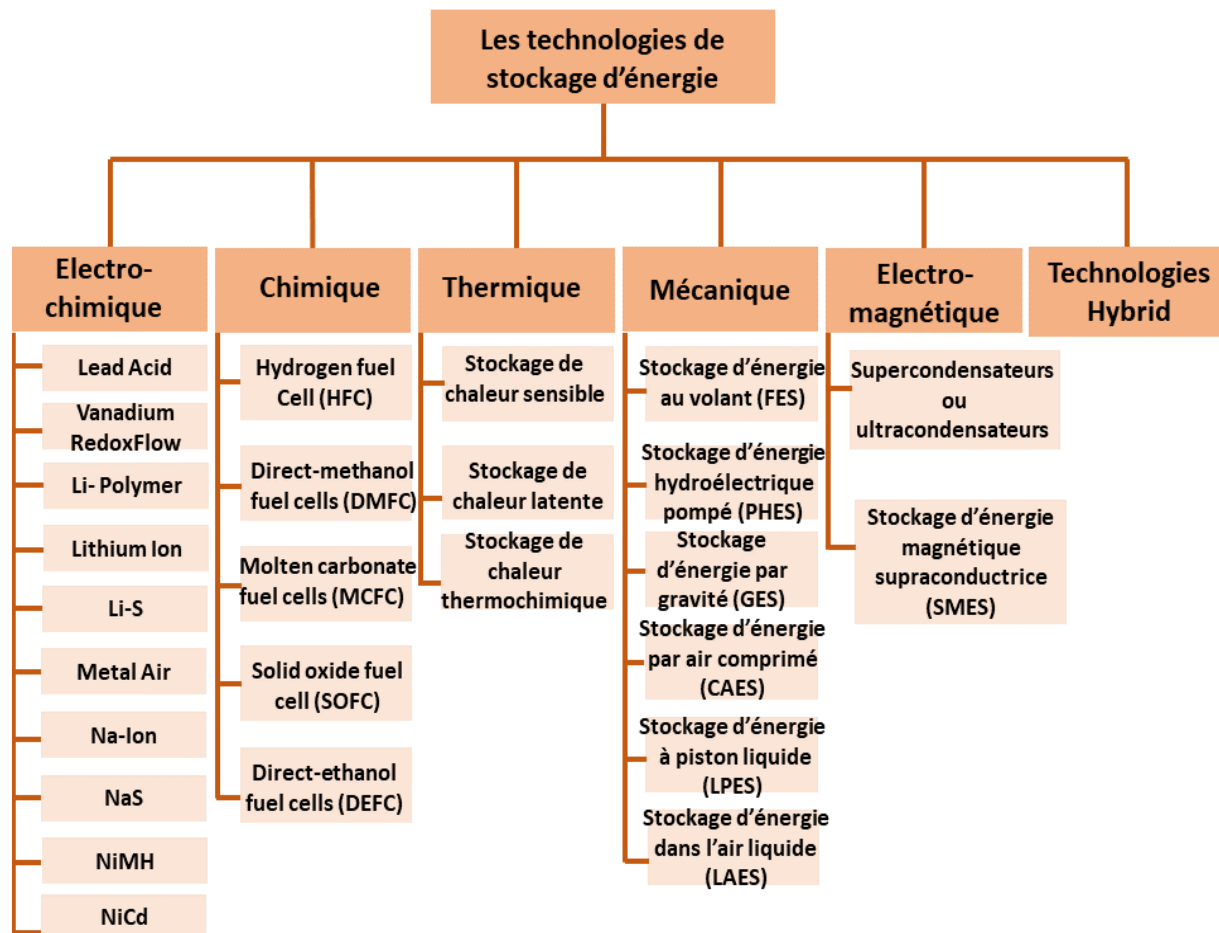 Les technologies de
stockage d'énergie
Electro-
chimique
Chimique
Thermique
Mécanique
Electro-
magnétique
Technologies
Hybrid
Lead Acid
Vanadium
RedoxFlow
Li- Polymer
Lithium Ion
Li-S
Metal Air
Na-Ion
NaS
NiMH
NiCd
Hydrogen fuel
Cell (HFC)
Direct-methanol
fuel cells (DMFC)
Molten carbonate
fuel cells (MCFC)
Solid oxide fuel
cell (SOFC)
Direct-ethanol
fuel cells (DEFC)
Stockage de
chaleur sensible
Stockage de
chaleur latente
Stockage de
chaleur
thermochimique
Stockage d'énergie
au volant (FES)
Stockage d'énergie
hydroélectrique
pompé (PHES)
Stockage
d'énergie par
gravité (GES)
Stockage d'énergie
par air comprimé
(CAES)
Stockage d'énergie
à piston liquide
(LPES)
Stockage d'énergie
dans l'air liquide
(LAES)
Supercondensateurs
ou
ultracondensateurs
Stockage d'énergie
magnétique
supraconductrice
(SMES)